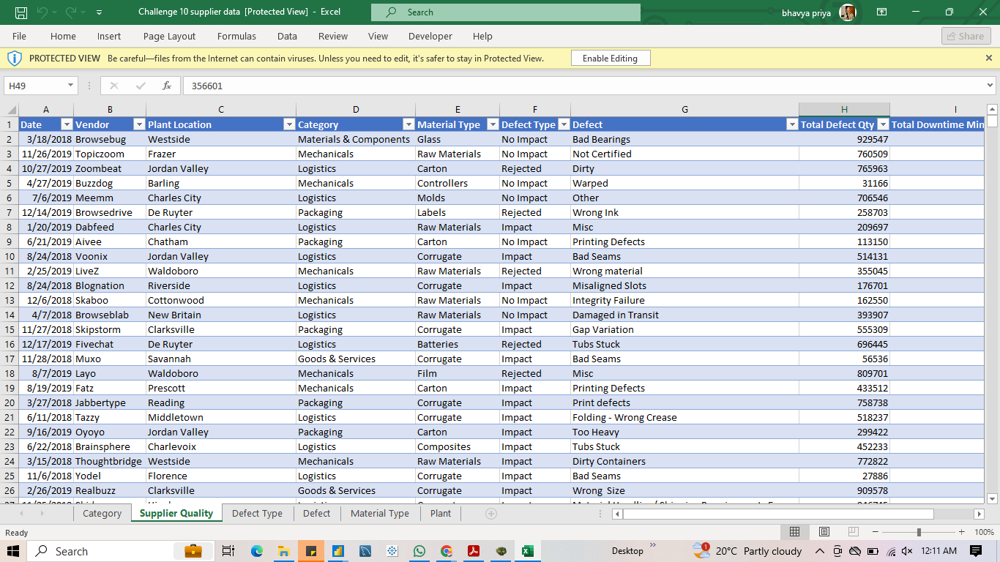 Challenge 10 supplier data [Protected View] - Excel
Search
bhavya priya
File Home Insert Page Layout Formulas Data Review View Developer Help
Share
PROTECTED VIEW Be careful—files from the Internet can contain viruses. Unless you need to edit, it's safer to stay in Protected View.
Enable Editing
H49 fx 356601
A B C D E F G H I
1 Date Vendor Plant Location Category Material Type Defect Type Defect Total Defect Qty Total Downtime Min
2 3/18/2018 Browsebug Westside Materials & Components Glass No Impact Bad Bearings 929547
3 11/26/2019 Topiczoom Frazer Mechanicals Raw Materials No Impact Not Certified 760509
4 10/27/2019 Zoombeat Jordan Valley Logistics Carton Rejected Dirty 765963
5 4/27/2019 Buzzdog Barling Mechanicals Controllers No Impact Warped 31166
6 7/6/2019 Meemm Charles City Logistics Molds No Impact Other 706546
7 12/14/2019 Browsedrive De Ruyter Packaging Labels Rejected Wrong Ink 258703
8 1/20/2019 Dabfeed Charles City Logistics Raw Materials Impact Misc 209697
9 6/21/2019 Aivee Chatham Packaging Carton No Impact Printing Defects 113150
10 8/24/2018 Voonix Jordan Valley Logistics Corrugate Impact Bad Seams 514131
11 2/25/2019 LiveZ Waldoboro Mechanicals Raw Materials Rejected Wrong material 355045
12 8/24/2018 Blognation Riverside Logistics Corrugate Impact Misaligned Slots 176701
13 12/6/2018 Skaboo Cottonwood Mechanicals Raw Materials No Impact Integrity Failure 162550
14 4/7/2018 Browseblab New Britain Logistics Raw Materials No Impact Damaged in Transit 393907
15 11/27/2018 Skipstorm Clarksville Packaging Corrugate Impact Gap Variation 555309
16 12/17/2019 Fivechat De Ruyter Logistics Batteries Rejected Tubs Stuck 696445
17 11/28/2018 Muxo Savannah Goods & Services Corrugate Impact Bad Seams 56536
18 8/7/2019 Layo Waldoboro Mechanicals Film Rejected Misc 809701
19 8/19/2019 Fatz Prescott Mechanicals Carton Impact Printing Defects 433512
20 3/27/2018 Jabbertype Reading Packaging Corrugate Impact Print defects 758738
21 6/11/2018 Tazzy Middletown Logistics Corrugate Impact Folding - Wrong Crease 518237
22 9/16/2019 Oyoyo Jordan Valley Packaging Carton Impact Too Heavy 299422
23 6/22/2018 Brainsphere Charlevoix Logistics Composites Impact Tubs Stuck 452233
24 3/15/2018 Thoughtbridge Westside Mechanicals Raw Materials Impact Dirty Containers 772822
25 11/6/2018 Yodel Florence Logistics Corrugate Impact Bad Seams 27886
26 2/26/2019 Realbuzz Clarksville Goods & Services Corrugate Impact Wrong Size 909578
Category Supplier Quality Defect Type Defect Material Type Plant
Ready
100%
Search
Desktop
1
20°C Partly cloudy
12:11 AM